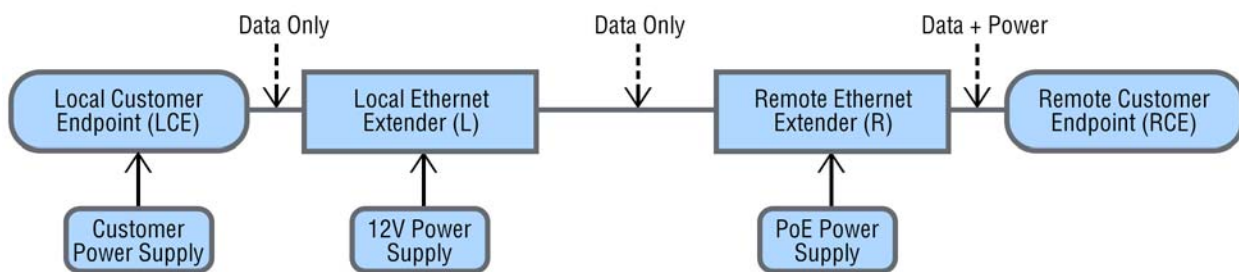 Data Only
Data Only
Data + Power
Local Customer
Endpoint (LCE)
Local Ethernet
Extender (L)
Remote Ethernet
Extender (R)
Remote Customer
Endpoint (RCE)
Customer
Power Supply
12V Power
Supply
PoE Power
Supply